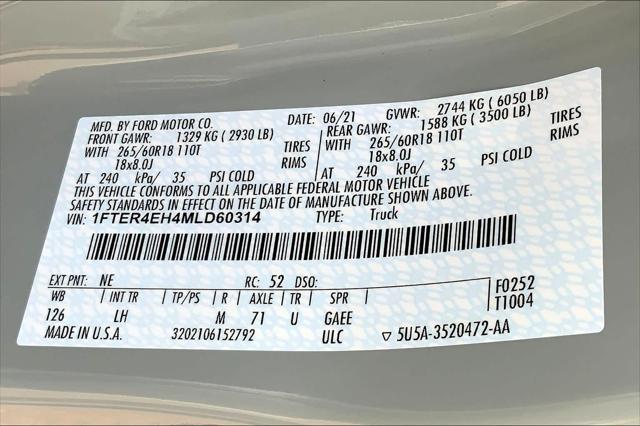 MFD. BY FORD MOTOR CO. DATE: 06/21 GVWR: 2744 KG ( 6050 LB)
FRONT GAWR: 1329 KG ( 2930 LB) REAR GAWR: 1588 KG ( 3500 LB)
WITH 265/60R18 110T TIRES WITH 265/60R18 110T TIRES
18x8.0J RIMS 18x8.0J RIMS
AT 240 kPa/ 35 PSI COLD AT 240 kPa/ 35 PSI COLD
THIS VEHICLE CONFORMS TO ALL APPLICABLE FEDERAL MOTOR VEHICLE
SAFETY STANDARDS IN EFFECT ON THE DATE OF MANUFACTURE SHOWN ABOVE.
VIN: 1FTER4EH4MLD60314 TYPE: Truck
EXT PNT: NE RC: 52 DSO: F0252
WB INT TR TP/PS R AXLE TR SPR T1004
126 LH M 71 U GAEE
MADE IN U.S.A. 3202106152792 ULC ▽ 5U5A-3520472-AA